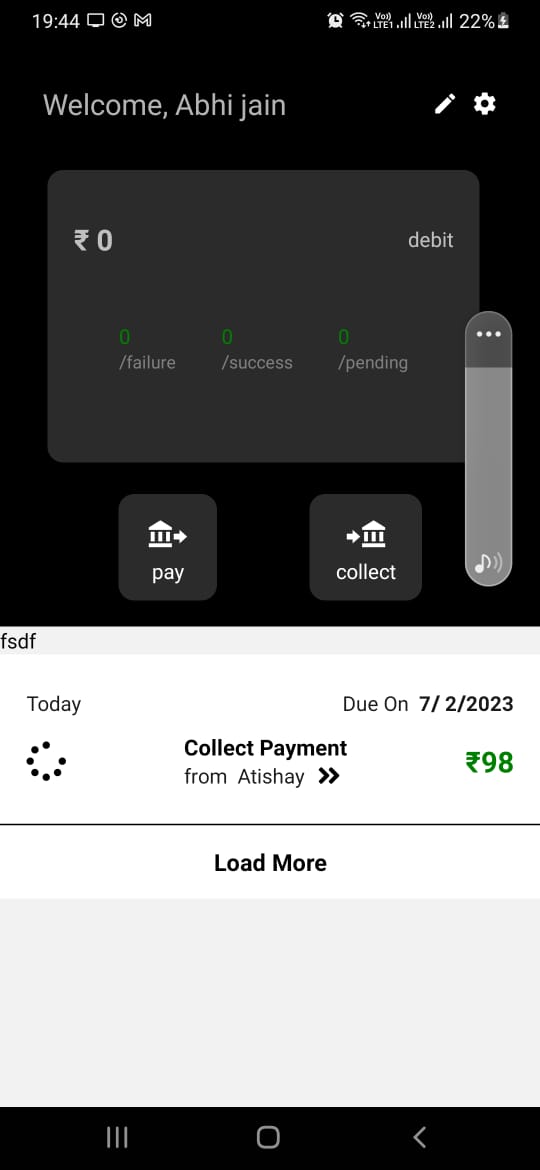 19:44
Vo)) LTE1 Vo)) LTE2 22%
Welcome, Abhi jain
₹ 0 debit
0 0 0
/failure /success /pending
pay collect
fsdf
Today Due On 7/ 2/2023
Collect Payment
from Atishay ₹98
Load More